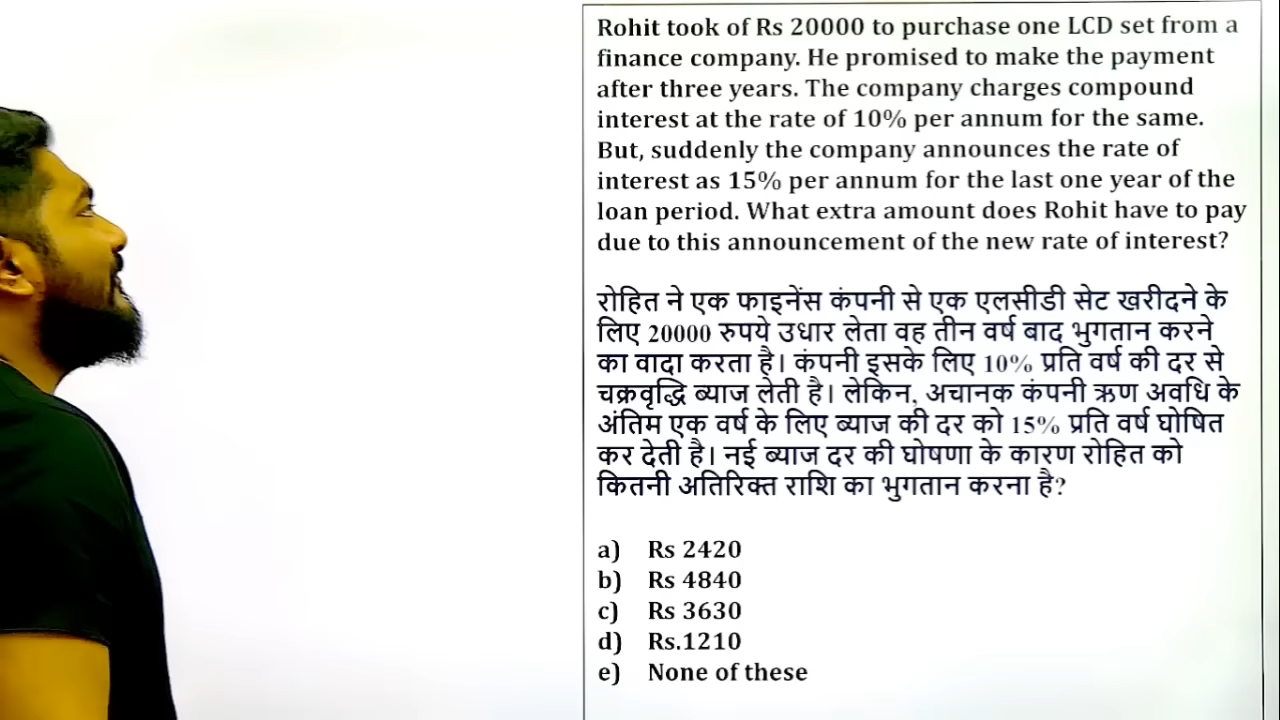 Rohit took of Rs 20000 to purchase one LCD set from a
finance company. He promised to make the payment
after three years. The company charges compound
interest at the rate of 10% per annum for the same.
But, suddenly the company announces the rate of
interest as 15% per annum for the last one year of the
loan period. What extra amount does Rohit have to pay
due to this announcement of the new rate of interest?
रोहित ने एक फाइनेंस कंपनी से एक एलसीडी सेट खरीदने के
लिए 20000 रुपये उधार लेता वह तीन वर्ष बाद भुगतान करने
का वादा करता है। कंपनी इसके लिए 10% प्रति वर्ष की दर से
चक्रवृद्धि ब्याज लेती है। लेकिन, अचानक कंपनी ऋण अवधि के
अंतिम एक वर्ष के लिए ब्याज की दर को 15% प्रति वर्ष घोषित
कर देती है। नई ब्याज दर की घोषणा के कारण रोहित को
कितनी अतिरिक्त राशि का भुगतान करना है?
a) Rs 2420
b) Rs 4840
c) Rs 3630
d) Rs.1210
e) None of these